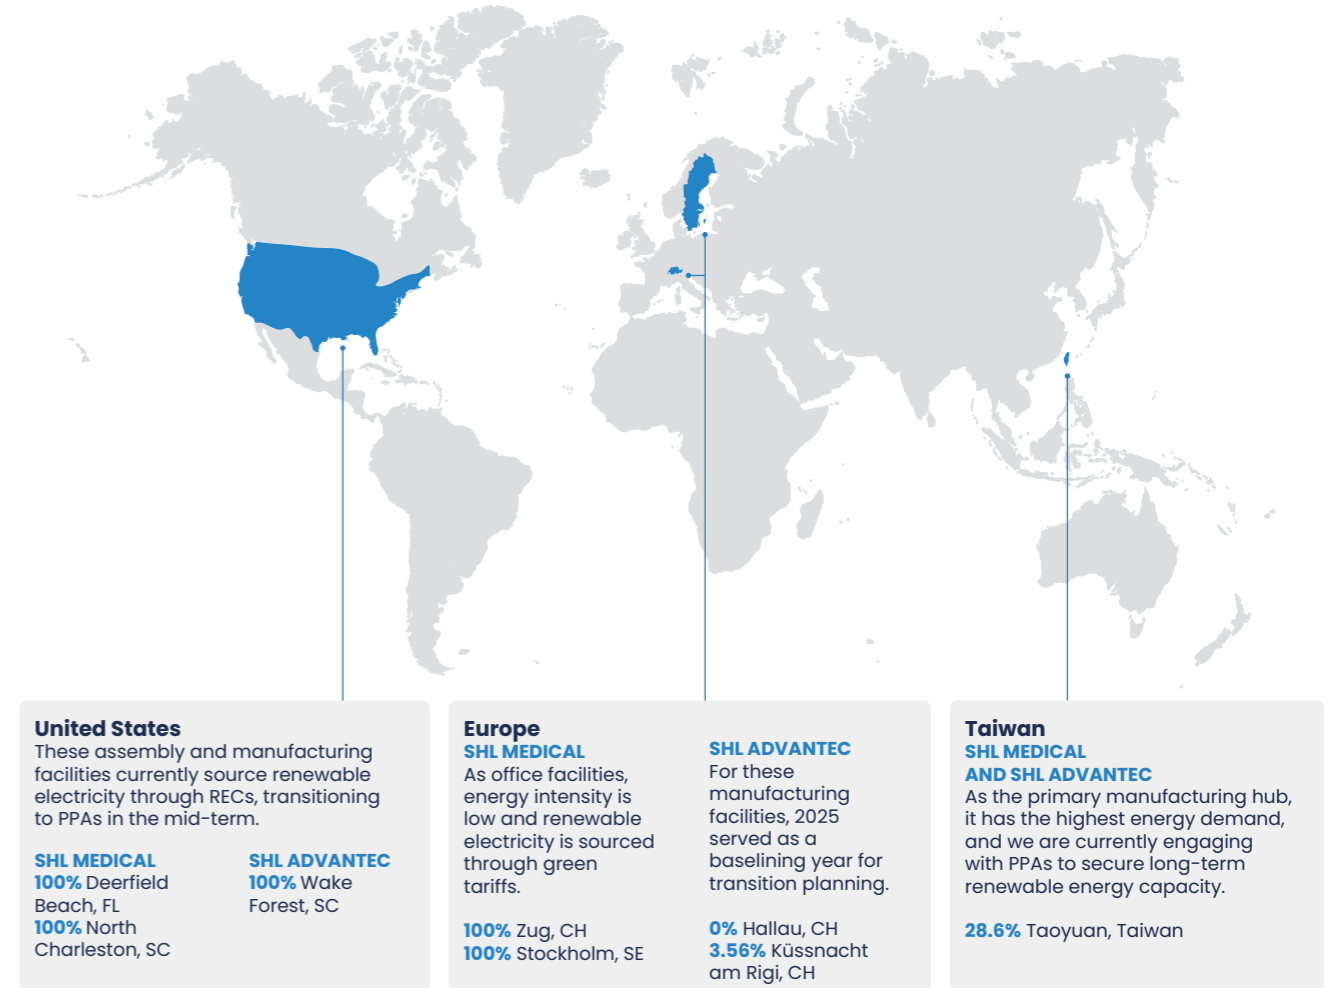 United States
These assembly and manufacturing
facilities currently source renewable
electricity through RECs, transitioning
to PPAs in the mid-term.
SHL MEDICAL
100% Deerfield
Beach, FL
100% North
Charleston, SC
SHL ADVANTEC
100% Wake
Forest, SC
Europe
SHL MEDICAL
As office facilities,
energy intensity is
low and renewable
electricity is sourced
through green
tariffs.
100% Zug, CH
100% Stockholm, SE
SHL ADVANTEC
For these
manufacturing
facilities, 2025
served as a
baselining year for
transition planning.
0% Hallau, CH
3.56% Küssnacht
am Rigi, CH
Taiwan
SHL MEDICAL
AND SHL ADVANTEC
As the primary manufacturing hub,
it has the highest energy demand,
and we are currently engaging
with PPAs to secure long-term
renewable energy capacity.
28.6% Taoyuan, Taiwan